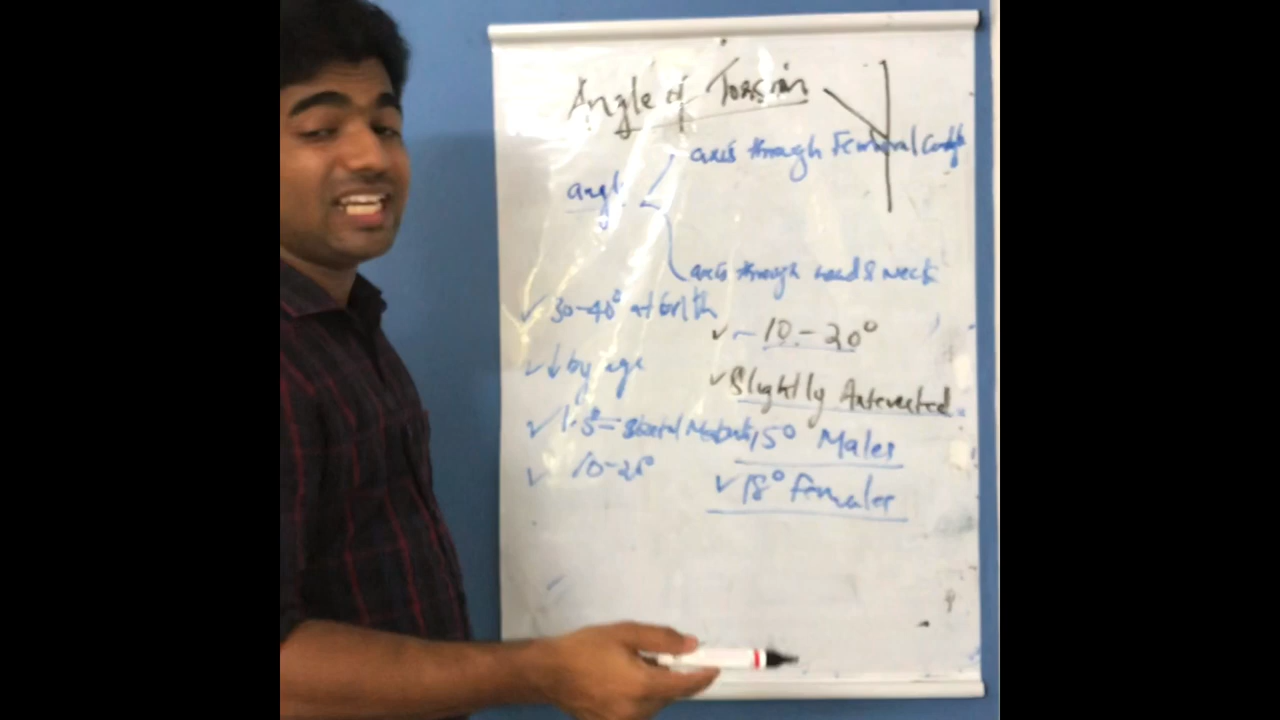 Angle of Torsion
axis through Femoral Condyle
angle
axis through head & neck
✓ 30-40° at birth
✓ ~ 10-20°
✓ ↓ by age
✓ Slightly Anteverted
✓ Skeletal
15° Males
✓ 10-20°
✓ 18° Females